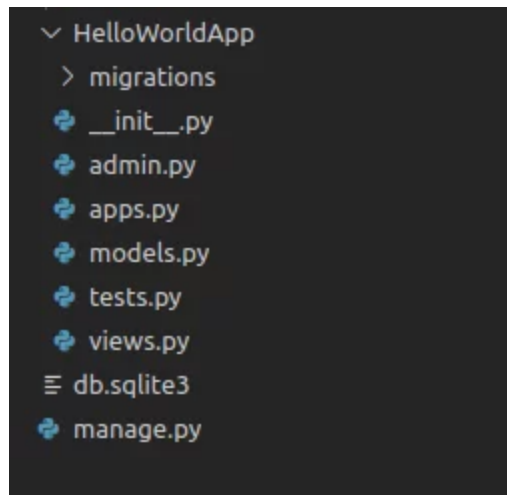 HelloWorldApp
migrations
__init__.py
admin.py
apps.py
models.py
tests.py
views.py
db.sqlite3
manage.py